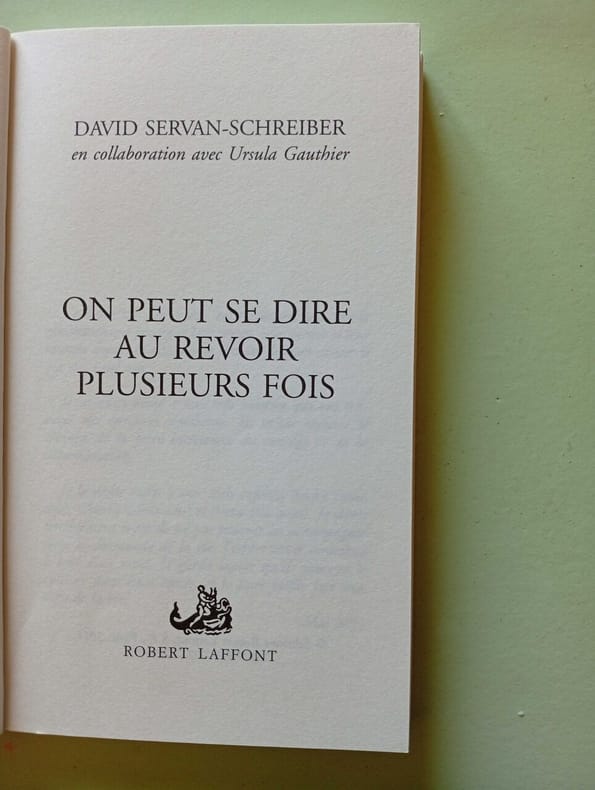 DAVID SERVAN-SCHREIBER
en collaboration avec Ursula Gauthier
ON PEUT SE DIRE
AU REVOIR
PLUSIEURS FOIS
ROBERT LAFFONT